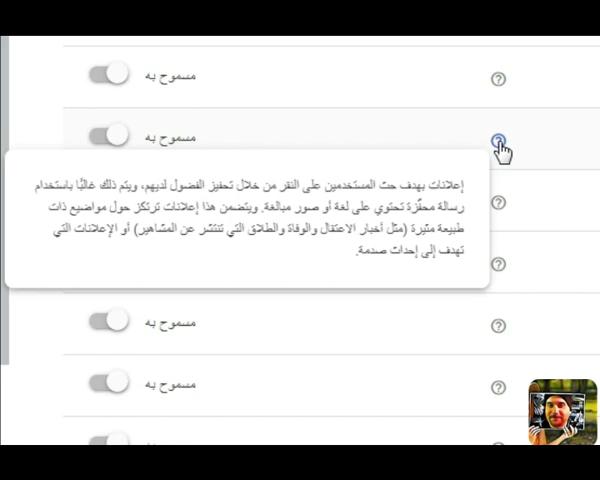 مسموح به
مسموح به
إعلانات بهدف حث المستخدمين على النقر من خلال تحفيز الفضول لديهم، ويتم ذلك غالبًا باستخدام
رسالة محفِّزة تحتوي على لغة أو صور مبالغة. ويتضمن هذا إعلانات ترتكز حول مواضيع ذات
طبيعة مثيرة (مثل أخبار الاعتقال والوفاة والطلاق التي تنتشر عن المشاهير) أو الإعلانات التي
تهدف إلى إحداث صدمة.
مسموح به
مسموح به